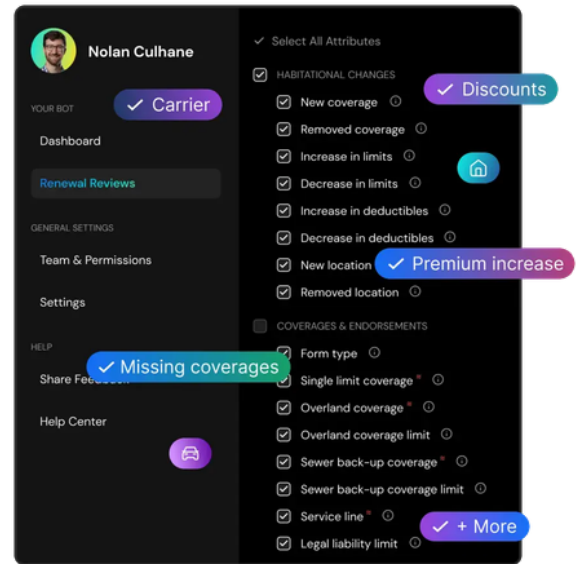 Nolan Culhane
YOUR BOT
Carrier
Dashboard
Renewal Reviews
GENERAL SETTINGS
Team & Permissions
Settings
HELP
Missing coverages
Share Feedback
Help Center
Select All Attributes
HABITATIONAL CHANGES
Discounts
New coverage
Removed coverage
Increase in limits
Decrease in limits
Increase in deductibles
Decrease in deductibles
New location
Premium increase
Removed location
COVERAGES & ENDORSEMENTS
Form type
Single limit coverage *
Overland coverage *
Overland coverage limit
Sewer back-up coverage *
Sewer back-up coverage limit
Service line *
+ More
Legal liability limit